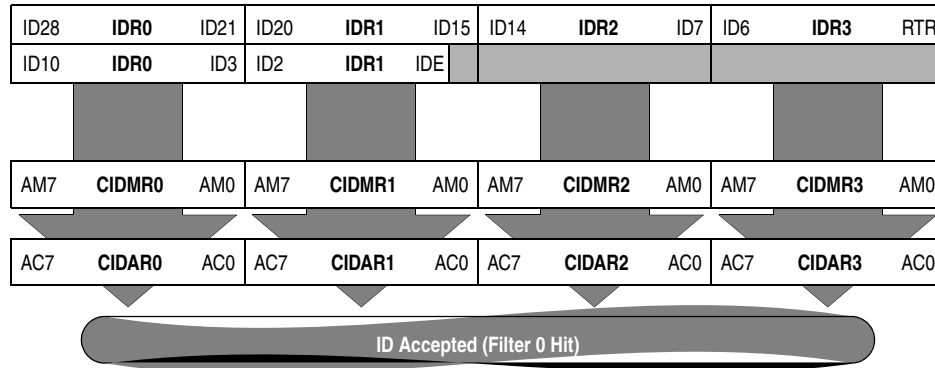 ID28 IDR0 ID21 ID20 IDR1 ID15 ID14 IDR2 ID7 ID6 IDR3 RTR
ID10 IDR0 ID3 ID2 IDR1 IDE
AM7 CIDMR0 AM0 AM7 CIDMR1 AM0 AM7 CIDMR2 AM0 AM7 CIDMR3 AM0
AC7 CIDAR0 AC0 AC7 CIDAR1 AC0 AC7 CIDAR2 AC0 AC7 CIDAR3 AC0
ID Accepted (Filter 0 Hit)